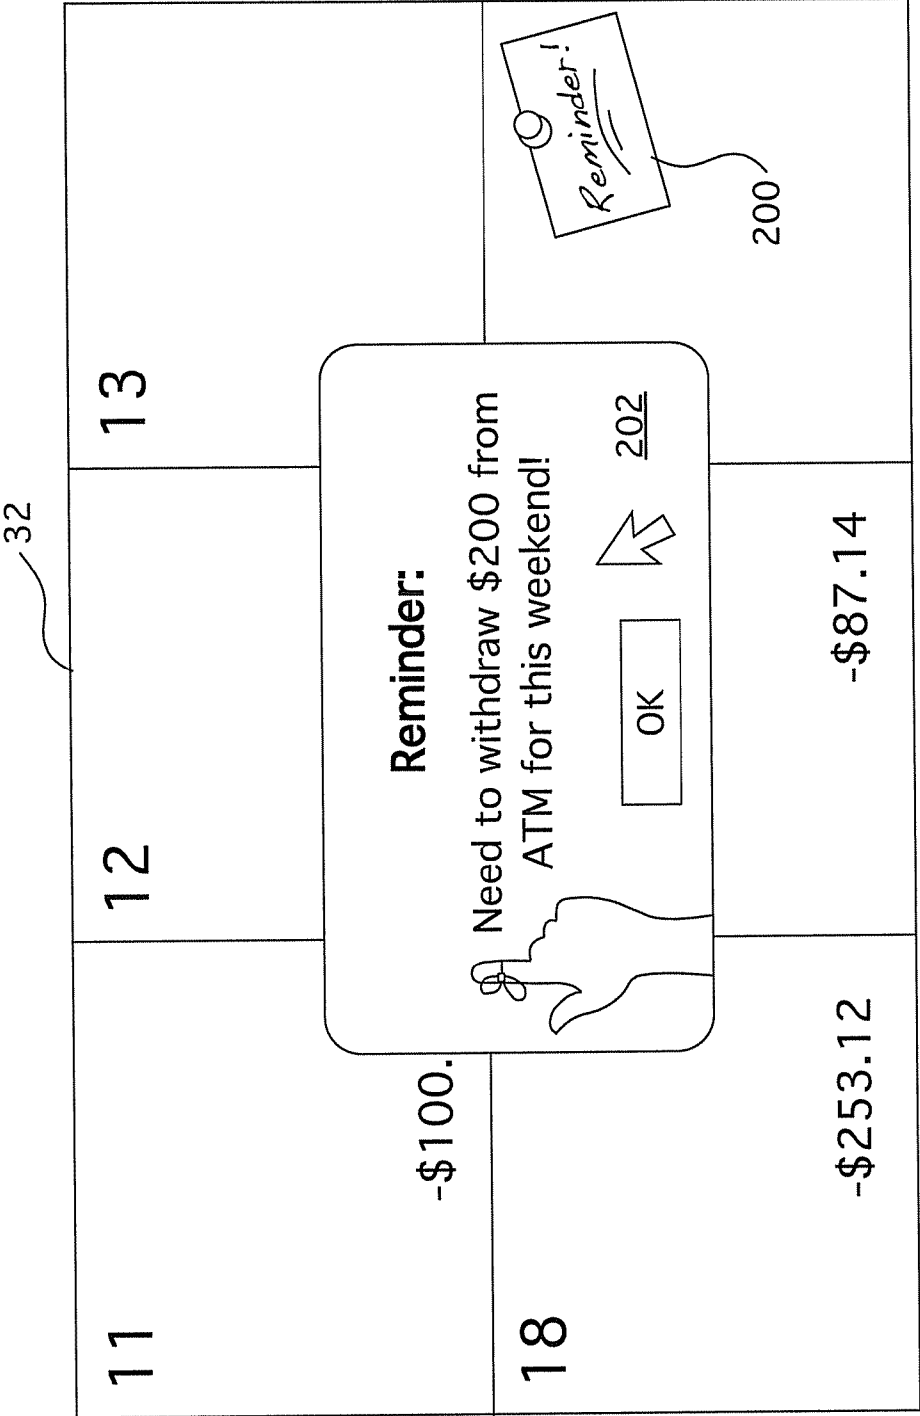 32
11
12
13
-$100.
Reminder:
Need to withdraw $200 from
ATM for this weekend!
OK
202
18
Reminder!
200
-$253.12
-$87.14